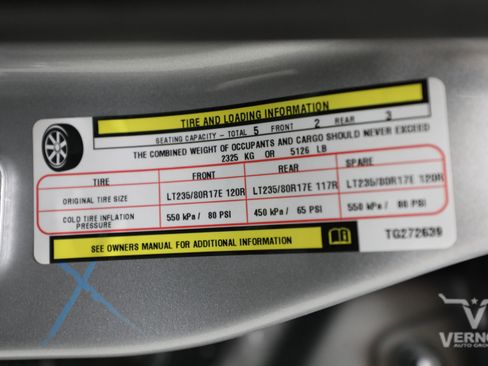 TIRE AND LOADING INFORMATION
SEATING CAPACITY - TOTAL 5 FRONT 2 REAR 3
THE COMBINED WEIGHT OF OCCUPANTS AND CARGO SHOULD NEVER EXCEED
2325 KG OR 5126 LB
TIRE FRONT REAR SPARE
ORIGINAL TIRE SIZE LT235/80R17E 120R LT235/80R17E 117R LT235/80R17E 120R
COLD TIRE INFLATION PRESSURE 550 kPa / 80 PSI 450 kPa / 65 PSI 550 kPa / 80 PSI
SEE OWNERS MANUAL FOR ADDITIONAL INFORMATION
TG272639
AUTO GRO